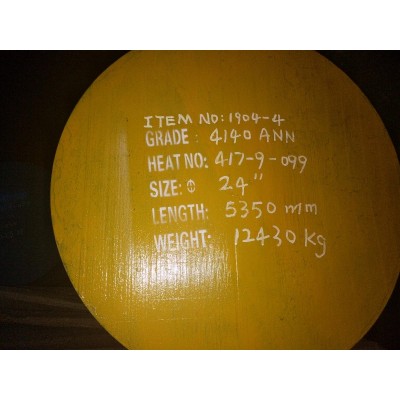 ITEM NO: 1904-4
GRADE: 4140 ANN
HEAT NO: 417-9-099
SIZE: Φ 24"
LENGTH: 5350 mm
WEIGHT: 12430 Kg